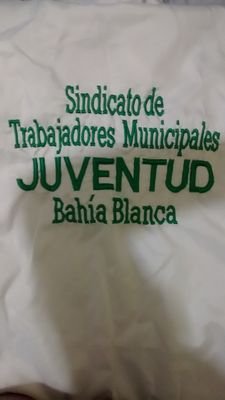 Sindicato de
Trabajadores Municipales
JUVENTUD
Bahía Blanca